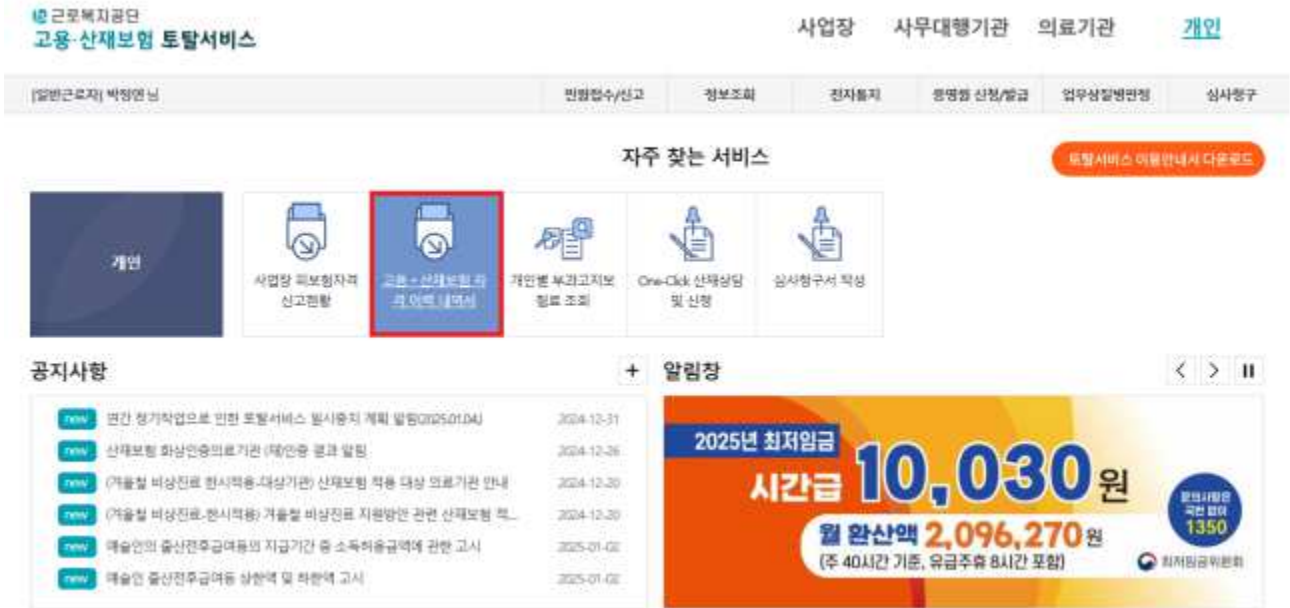 근로복지공단
고용·산재보험 토탈서비스
사업장 사무대행기관 의료기관 개인
[일반근로자] 박정연 님
민원접수/신고 정보조회 전자통지 증명원 신청/발급 업무상질병판정 심사청구
자주 찾는 서비스
토탈서비스 이용안내서 다운로드
개인
사업장 피보험자격
신고현황
고용·산재보험 자
격 이력 내역서
개인별 부과고지보
험료 조회
One-Click 산재상담
및 신청
심사청구서 작성
공지사항 +
new 연간 정기작업으로 인한 토탈서비스 일시중지 계획 알림(2025.01.04.) 2024-12-31
new 산재보험 화상인증의료기관 (재)인증 결과 알림 2024-12-26
new (겨울철 비상진료 한시적용-대상기관) 산재보험 적용 대상 의료기관 안내 2024-12-20
new (겨울철 비상진료-한시적용) 겨울철 비상진료 지원방안 관련 산재보험 적... 2024-12-20
new 예술인의 출산전후급여등의 지급기간 중 소득허용금액에 관한 고시 2025-01-02
new 예술인 출산전후급여등 상한액 및 하한액 고시 2025-01-02
알림창
2025년 최저임금
시간급 10,030원
월 환산액 2,096,270원
(주 40시간 기준, 유급주휴 8시간 포함)
문의사항은
국번 없이
1350
최저임금위원회